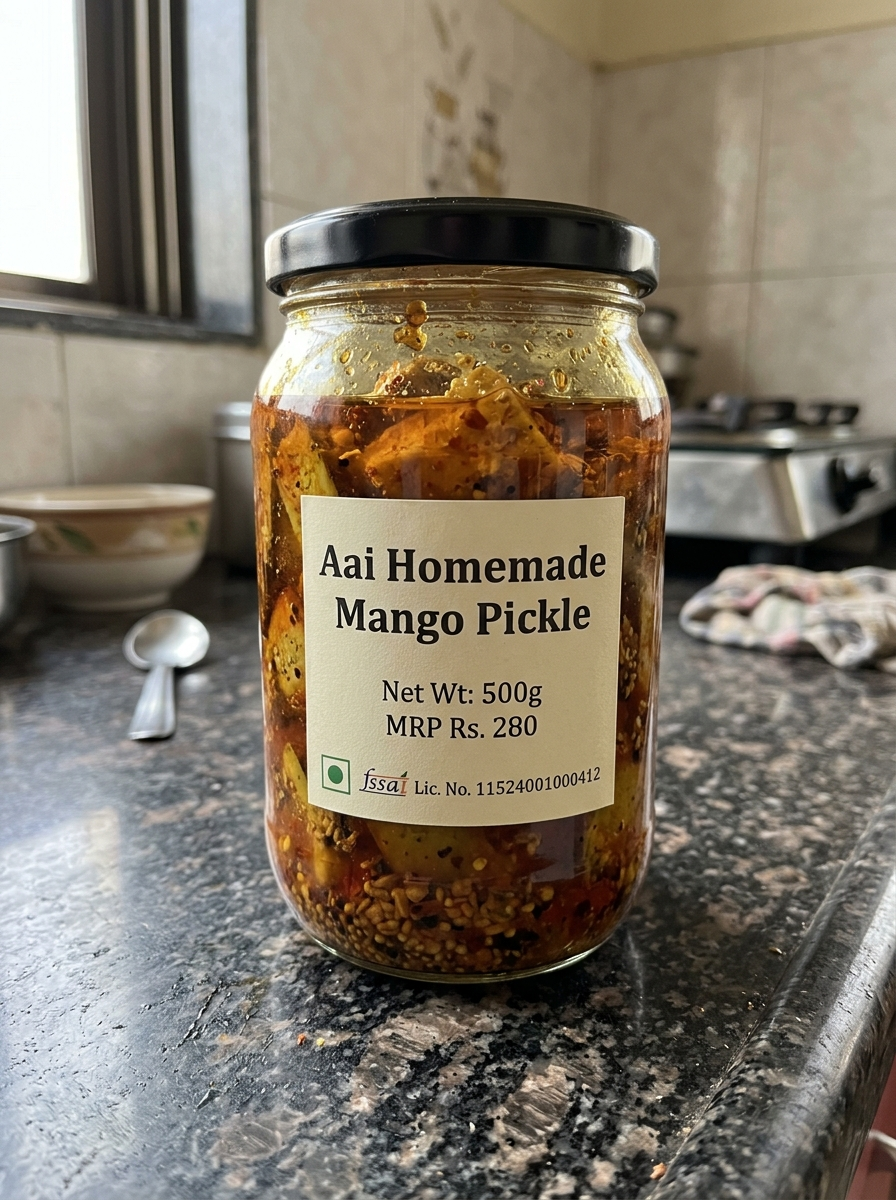 Aai Homemade
Mango Pickle
Net Wt: 500g
MRP Rs. 280
fssai Lic. No. 11524001000412